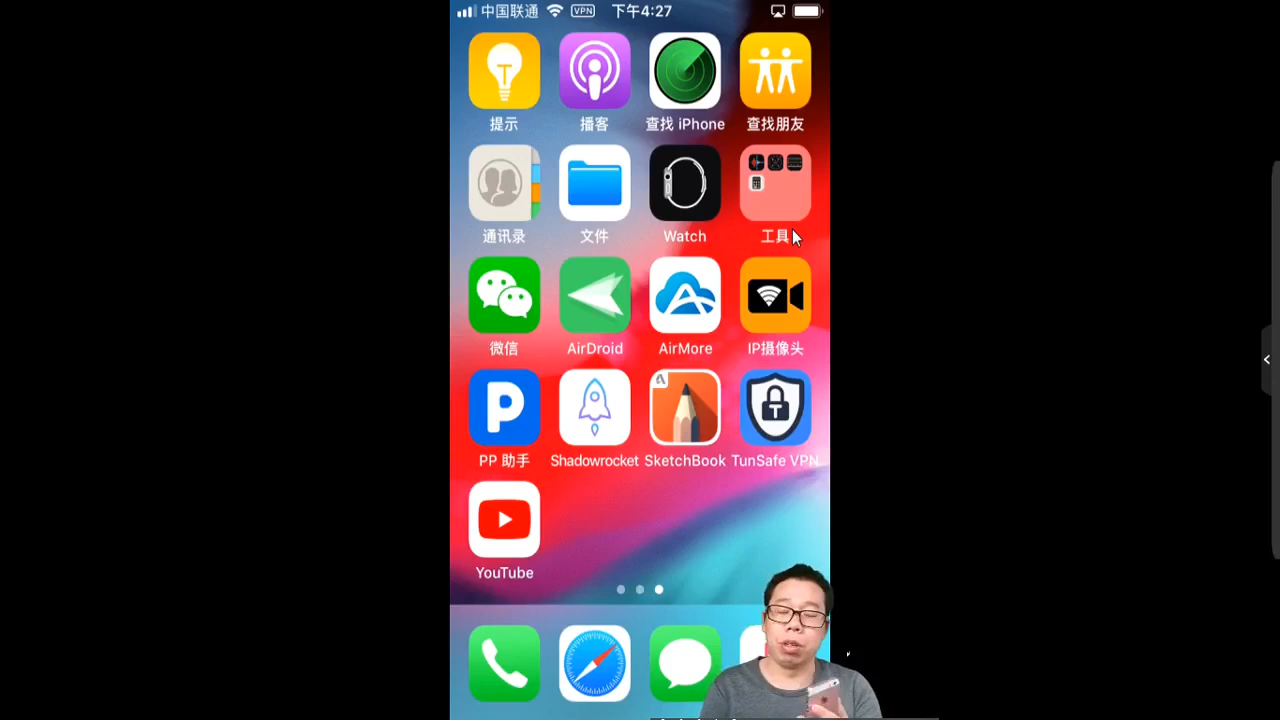 中国联通 VPN 下午4:27
提示 播客 查找 iPhone 查找朋友
通讯录 文件 Watch 工具
微信 AirDroid AirMore IP摄像头
PP 助手 Shadowrocket SketchBook TunSafe VPN
YouTube